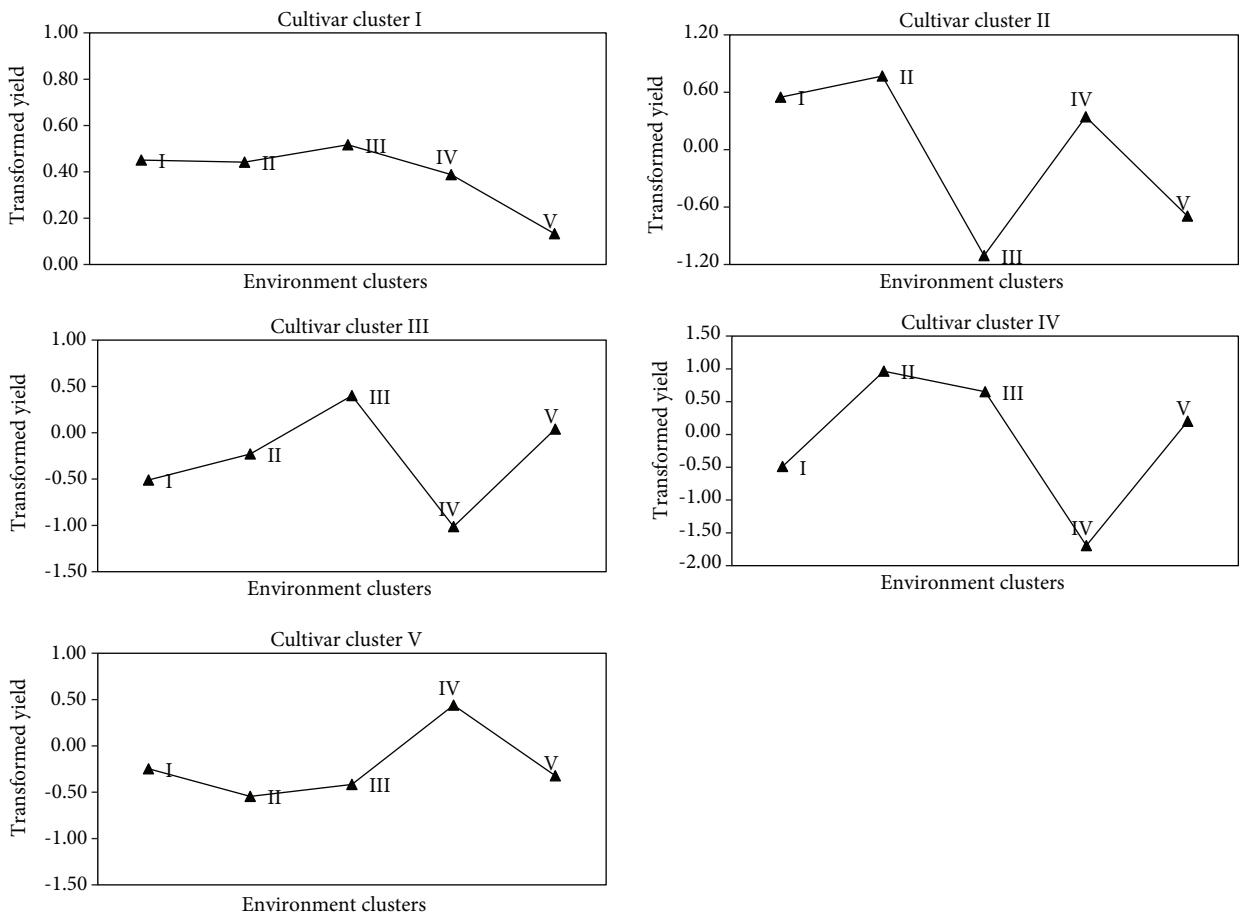 Cultivar cluster I
Transformed yield
1.00
0.80
0.60
0.40
0.20
0.00
I
II
III
IV
V
Environment clusters
Cultivar cluster II
Transformed yield
1.20
0.60
0.00
-0.60
-1.20
I
II
III
IV
V
Environment clusters
Cultivar cluster III
Transformed yield
1.00
0.50
0.00
-0.50
-1.00
-1.50
I
II
III
IV
V
Environment clusters
Cultivar cluster IV
Transformed yield
1.50
1.00
0.50
0.00
-0.50
-1.00
-1.50
-2.00
I
II
III
IV
V
Environment clusters
Cultivar cluster V
Transformed yield
1.00
0.50
0.00
-0.50
-1.00
-1.50
I
II
III
IV
V
Environment clusters